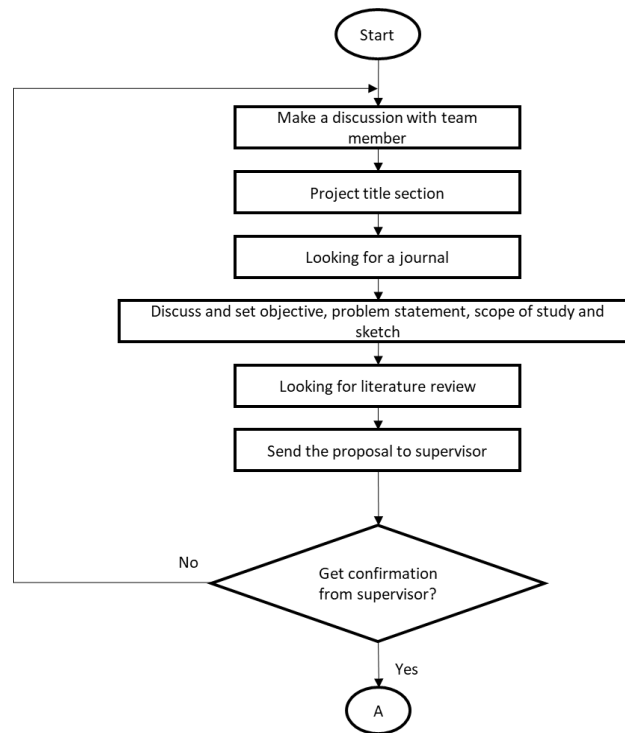 Start
Make a discussion with team
member
Project title section
Looking for a journal
Discuss and set objective, problem statement, scope of study and
sketch
Looking for literature review
Send the proposal to supervisor
No
Get confirmation
from supervisor?
Yes
A